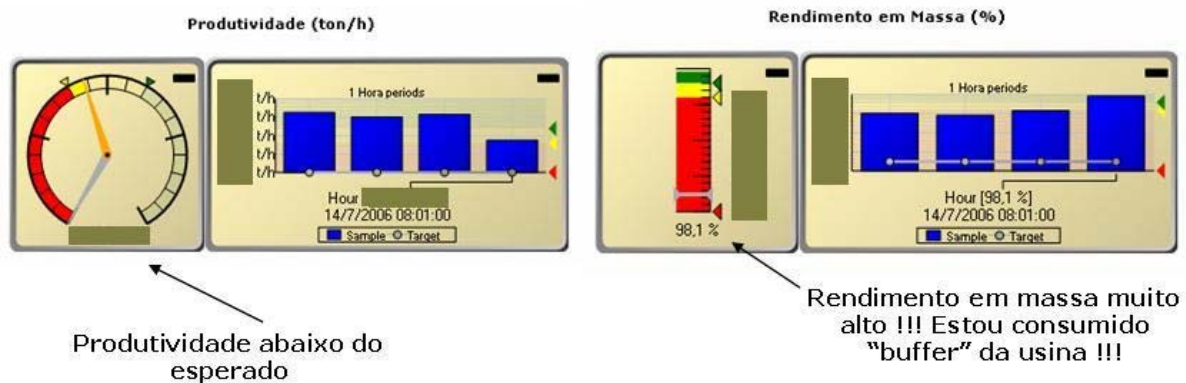 Produtividade (ton/h)
t/h
t/h
t/h
t/h
t/h
1 Hora periods
Hour
14/7/2006 08:01:00
Sample Target
Produtividade abaixo do
esperado
Rendimento em Massa (%)
98,1 %
1 Hora periods
Hour [98,1 %]
14/7/2006 08:01:00
Sample Target
Rendimento em massa muito
alto !!! Estou consumido
“buffer” da usina !!!